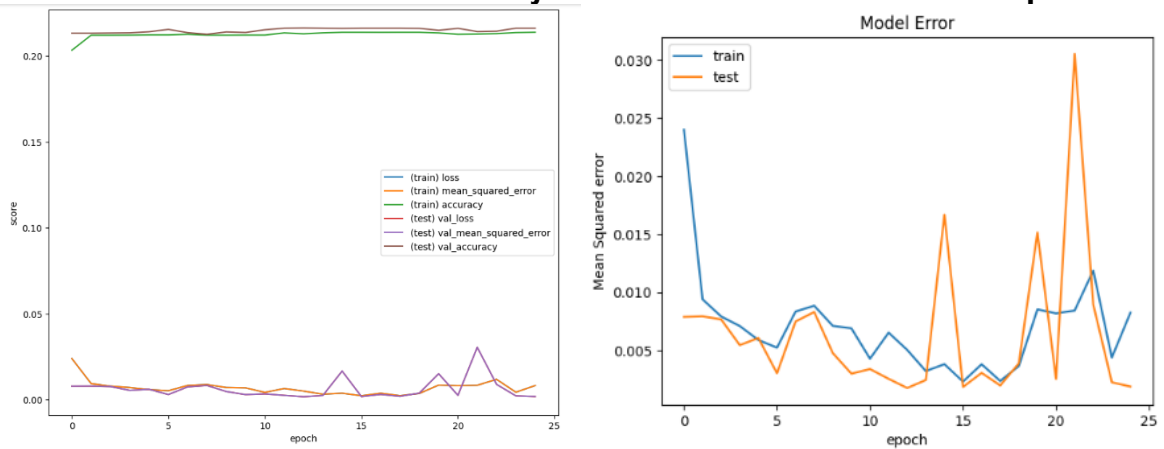 0.20
0.15
0.10
0.05
0.00
score
(train) loss
(train) mean_squared_error
(train) accuracy
(test) val_loss
(test) val_mean_squared_error
(test) val_accuracy
0 5 10 15 20 25
epoch
Model Error
train
test
0.030
0.025
0.020
0.015
0.010
0.005
Mean Squared error
0 5 10 15 20 25
epoch